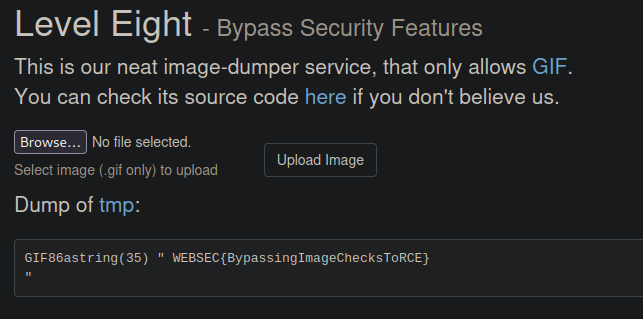 Level Eight - Bypass Security Features
This is our neat image-dumper service, that only allows GIF.
You can check its source code here if you don't believe us.
Browse... No file selected.
Select image (.gif only) to upload
Upload Image
Dump of tmp:
GIF86astring(35) " WEBSEC{BypassingImageChecksToRCE}
"